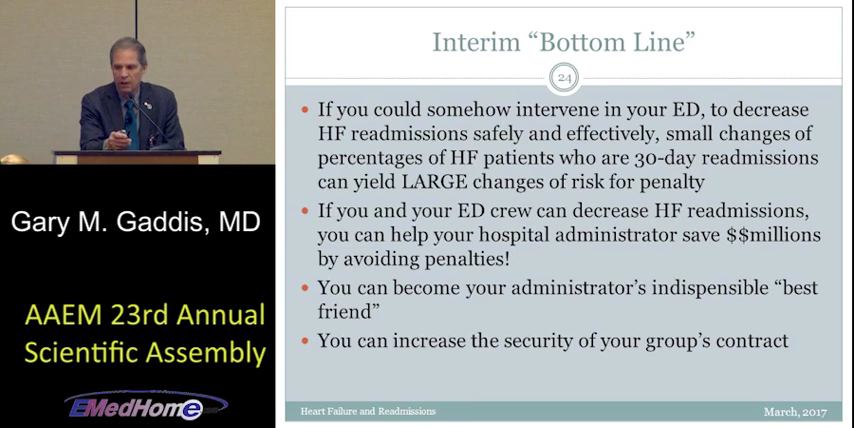 Gary M. Gaddis, MD
AAEM 23rd Annual
Scientific Assembly
EMedHome
Interim “Bottom Line”
24
• If you could somehow intervene in your ED, to decrease
HF readmissions safely and effectively, small changes of
percentages of HF patients who are 30-day readmissions
can yield LARGE changes of risk for penalty
• If you and your ED crew can decrease HF readmissions,
you can help your hospital administrator save $$millions
by avoiding penalties!
• You can become your administrator’s indispensible “best
friend”
• You can increase the security of your group’s contract
Heart Failure and Readmissions
March, 2017